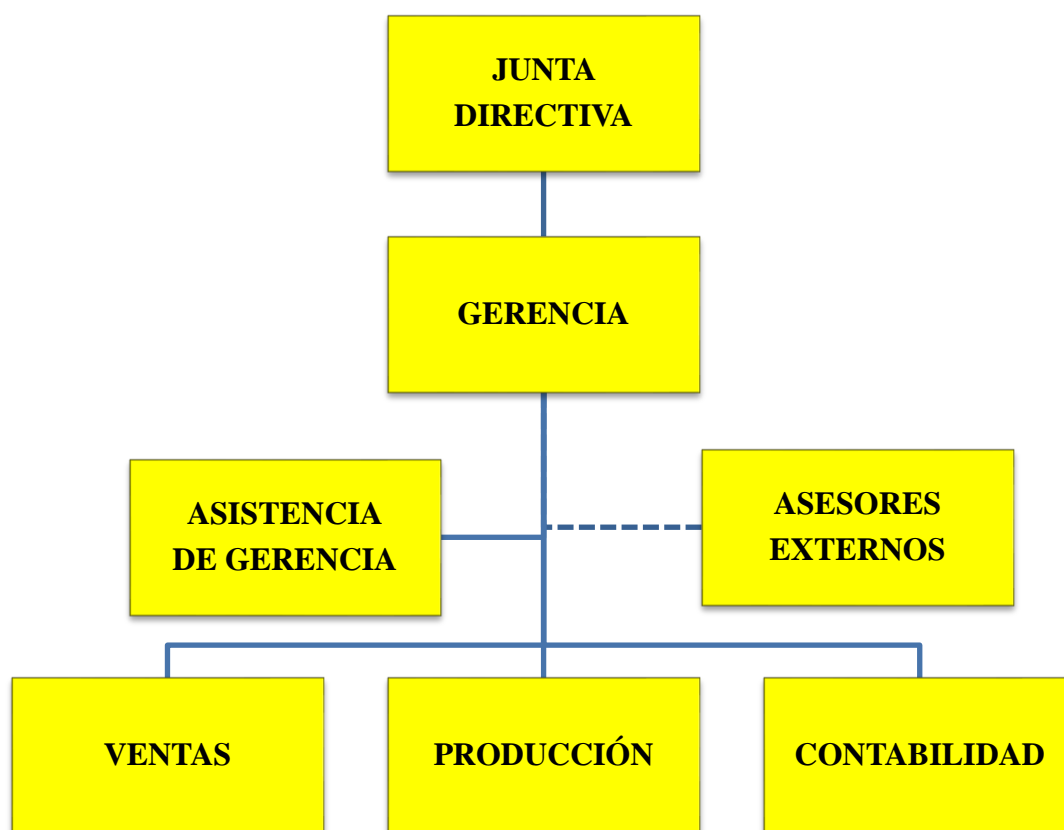 JUNTA
DIRECTIVA
GERENCIA
ASISTENCIA
DE GERENCIA
ASESORES
EXTERNOS
VENTAS
PRODUCCIÓN
CONTABILIDAD